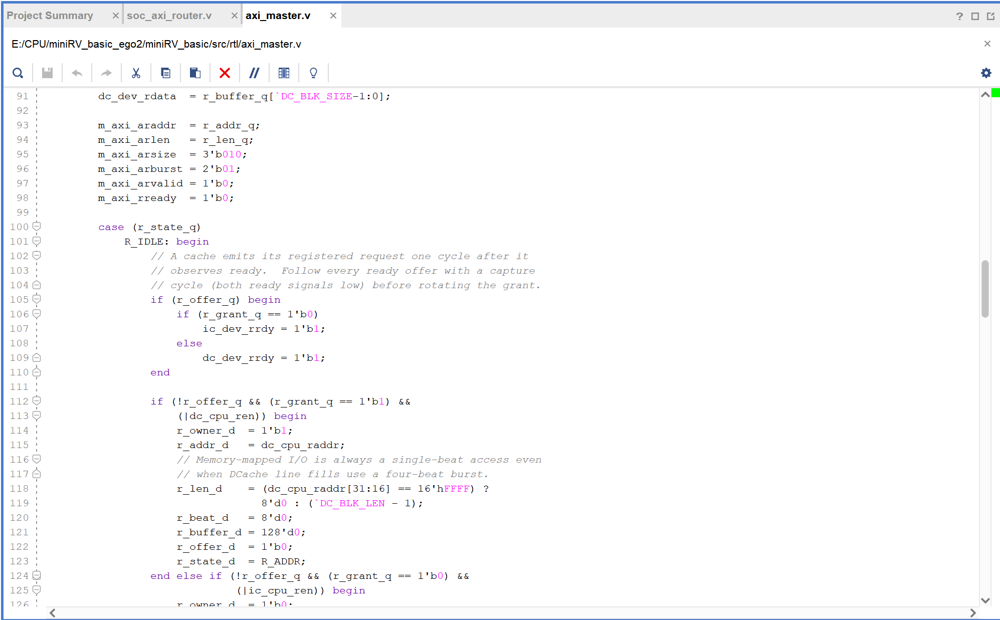 Project Summary × soc_axi_router.v × axi_master.v × ?
E:/CPU/miniRV_basic_ego2/miniRV_basic/src/rtl/axi_master.v ×
91 dc_dev_rdata  = r_buffer_q[`DC_BLK_SIZE-1:0];
92
93 m_axi_araddr  = r_addr_q;
94 m_axi_arlen   = r_len_q;
95 m_axi_arsize  = 3'b010;
96 m_axi_arburst = 2'b01;
97 m_axi_arvalid = 1'b0;
98 m_axi_rready  = 1'b0;
99
100 case (r_state_q)
101 R_IDLE: begin
102 // A cache emits its registered request one cycle after it
103 // observes ready.  Follow every ready offer with a capture
104 // cycle (both ready signals low) before rotating the grant.
105 if (r_offer_q) begin
106 if (r_grant_q == 1'b0)
107 ic_dev_rrdy = 1'b1;
108 else
109 dc_dev_rrdy = 1'b1;
110 end
111
112 if (!r_offer_q && (r_grant_q == 1'b1) &&
113 (|dc_cpu_ren)) begin
114 r_owner_d  = 1'b1;
115 r_addr_d   = dc_cpu_raddr;
116 // Memory-mapped I/O is always a single-beat access even
117 // when DCache line fills use a four-beat burst.
118 r_len_d    = (dc_cpu_raddr[31:16] == 16'hFFFF) ?
119 8'd0 : (`DC_BLK_LEN - 1);
120 r_beat_d   = 8'd0;
121 r_buffer_d = 128'd0;
122 r_offer_d  = 1'b0;
123 r_state_d  = R_ADDR;
124 end else if (!r_offer_q && (r_grant_q == 1'b0) &&
125 (|ic_cpu_ren)) begin
126 r_owner_d  = 1'b0;